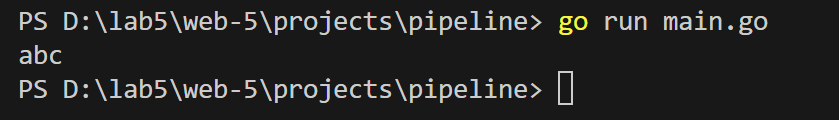 PS D:\lab5\web-5\projects\pipeline> go run main.go
abc
PS D:\lab5\web-5\projects\pipeline>